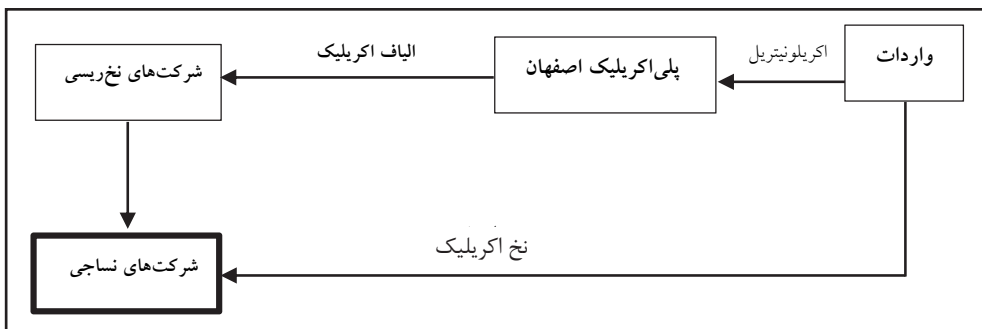 واردات
اکریلونیتریل
پلی‌اکریلیک اصفهان
الیاف اکریلیک
شرکت‌های نخ‌ریسی
نخ اکریلیک
شرکت‌های نساجی